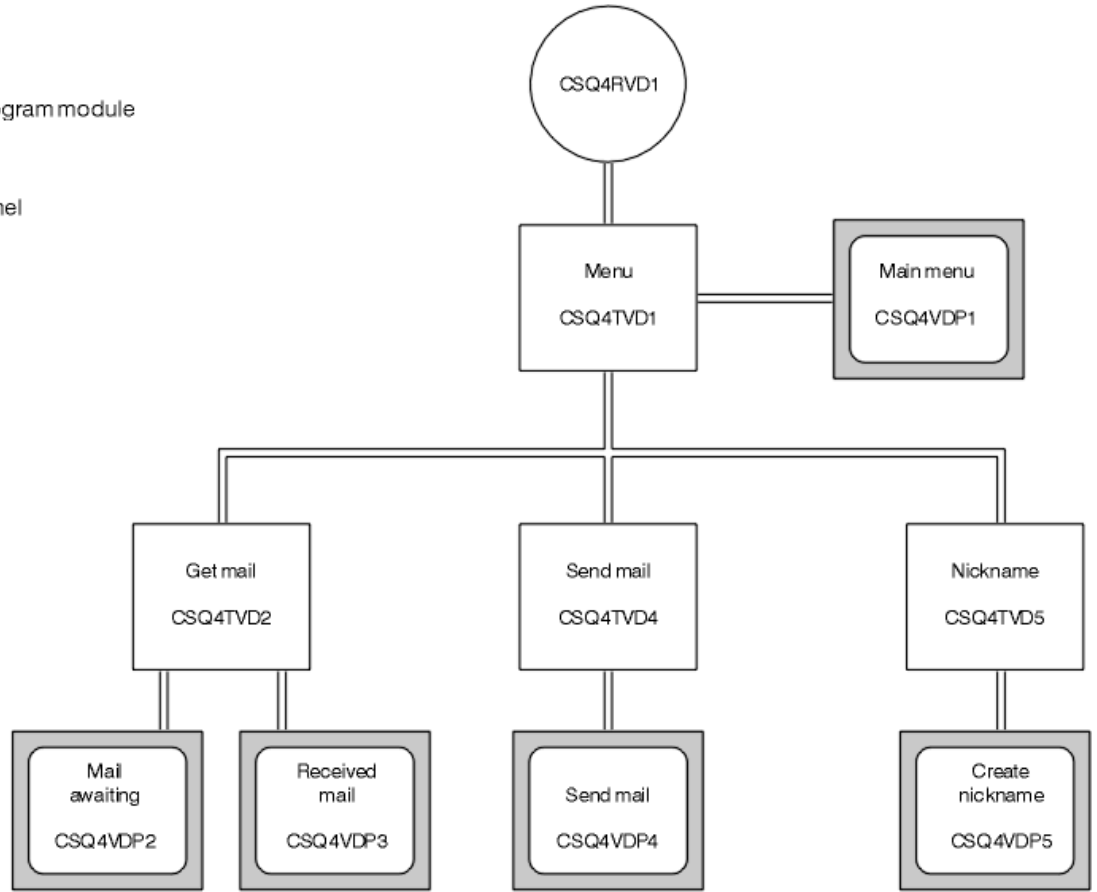 CSQ4RVD1
ogram module
nel
Menu
CSQ4TVD1
Main menu
CSQ4VDP1
Get mail
CSQ4TVD2
Send mail
CSQ4TVD4
Nickname
CSQ4TVD5
Mail
awaiting
CSQ4VDP2
Received
mail
CSQ4VDP3
Send mail
CSQ4VDP4
Create
nickname
CSQ4VDP5